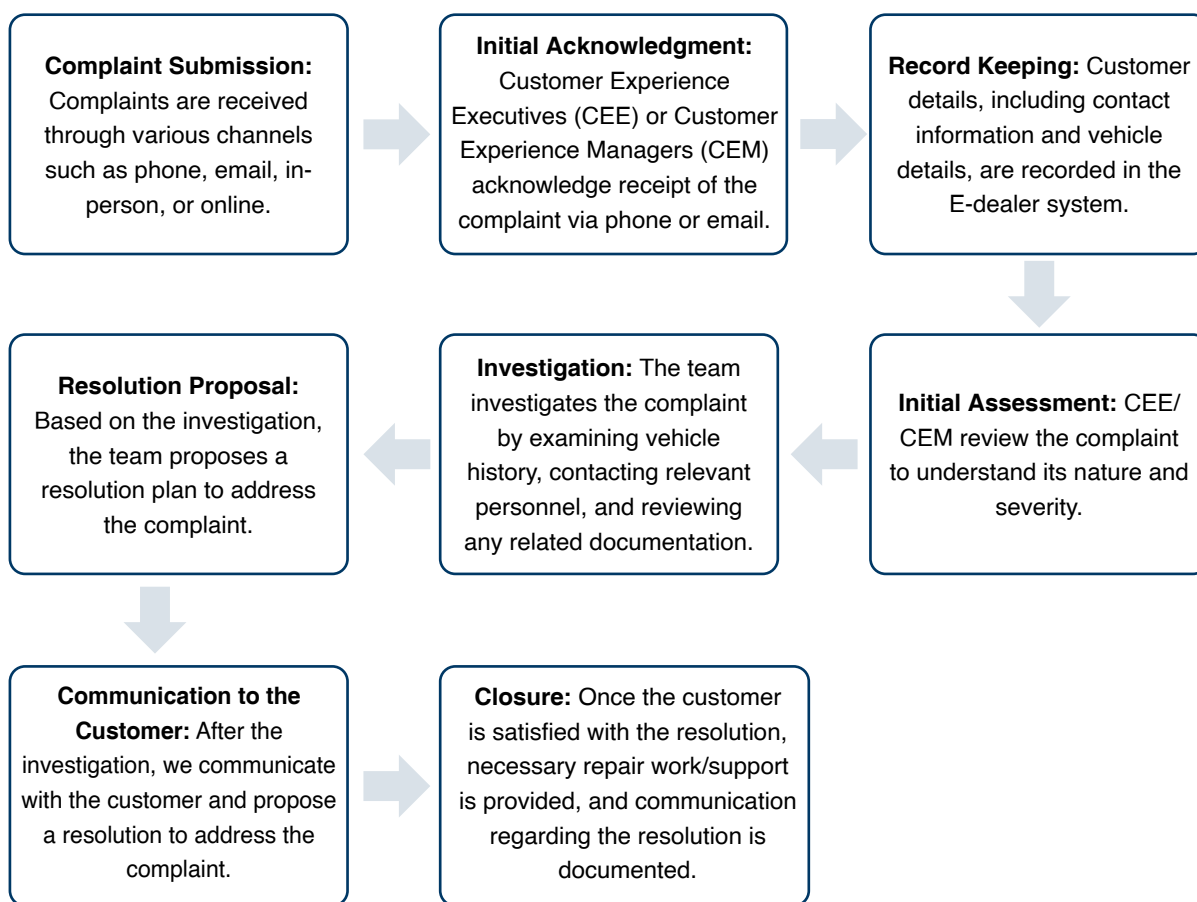 Complaint Submission:
Complaints are received
through various channels
such as phone, email, in-
person, or online.
Initial Acknowledgment:
Customer Experience
Executives (CEE) or Customer
Experience Managers (CEM)
acknowledge receipt of the
complaint via phone or email.
Record Keeping: Customer
details, including contact
information and vehicle
details, are recorded in the
E-dealer system.
Initial Assessment: CEE/
CEM review the complaint
to understand its nature and
severity.
Investigation: The team
investigates the complaint
by examining vehicle
history, contacting relevant
personnel, and reviewing
any related documentation.
Resolution Proposal:
Based on the investigation,
the team proposes a
resolution plan to address
the complaint.
Communication to the
Customer: After the
investigation, we communicate
with the customer and propose
a resolution to address the
complaint.
Closure: Once the customer
is satisfied with the resolution,
necessary repair work/support
is provided, and communication
regarding the resolution is
documented.